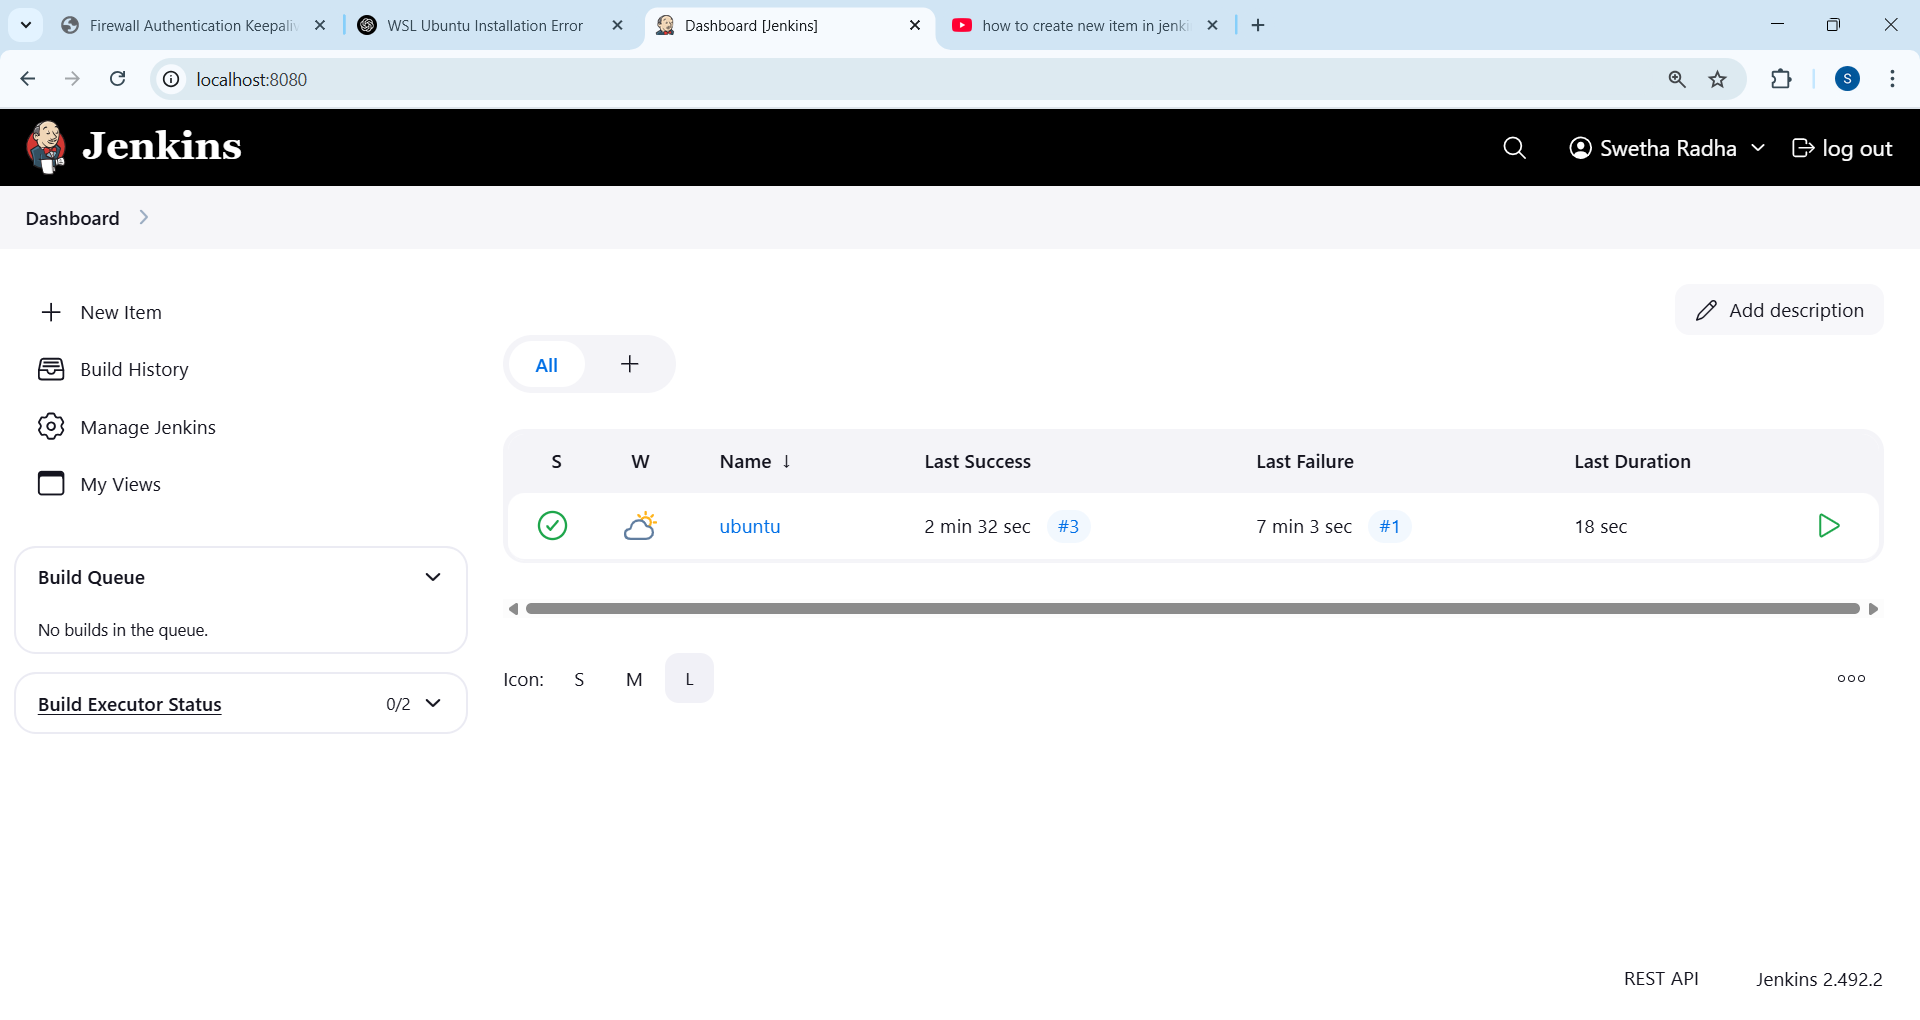 Firewall Authentication Keepaliv
WSL Ubuntu Installation Error
Dashboard [Jenkins]
how to create new item in jenki
localhost:8080
S
Jenkins
Swetha Radha
log out
Dashboard
New Item
Build History
Manage Jenkins
My Views
Add description
All
S W Name ↓ Last Success Last Failure Last Duration
ubuntu 2 min 32 sec #3 7 min 3 sec #1 18 sec
Build Queue
No builds in the queue.
Build Executor Status 0/2
Icon: S M L
REST API Jenkins 2.492.2